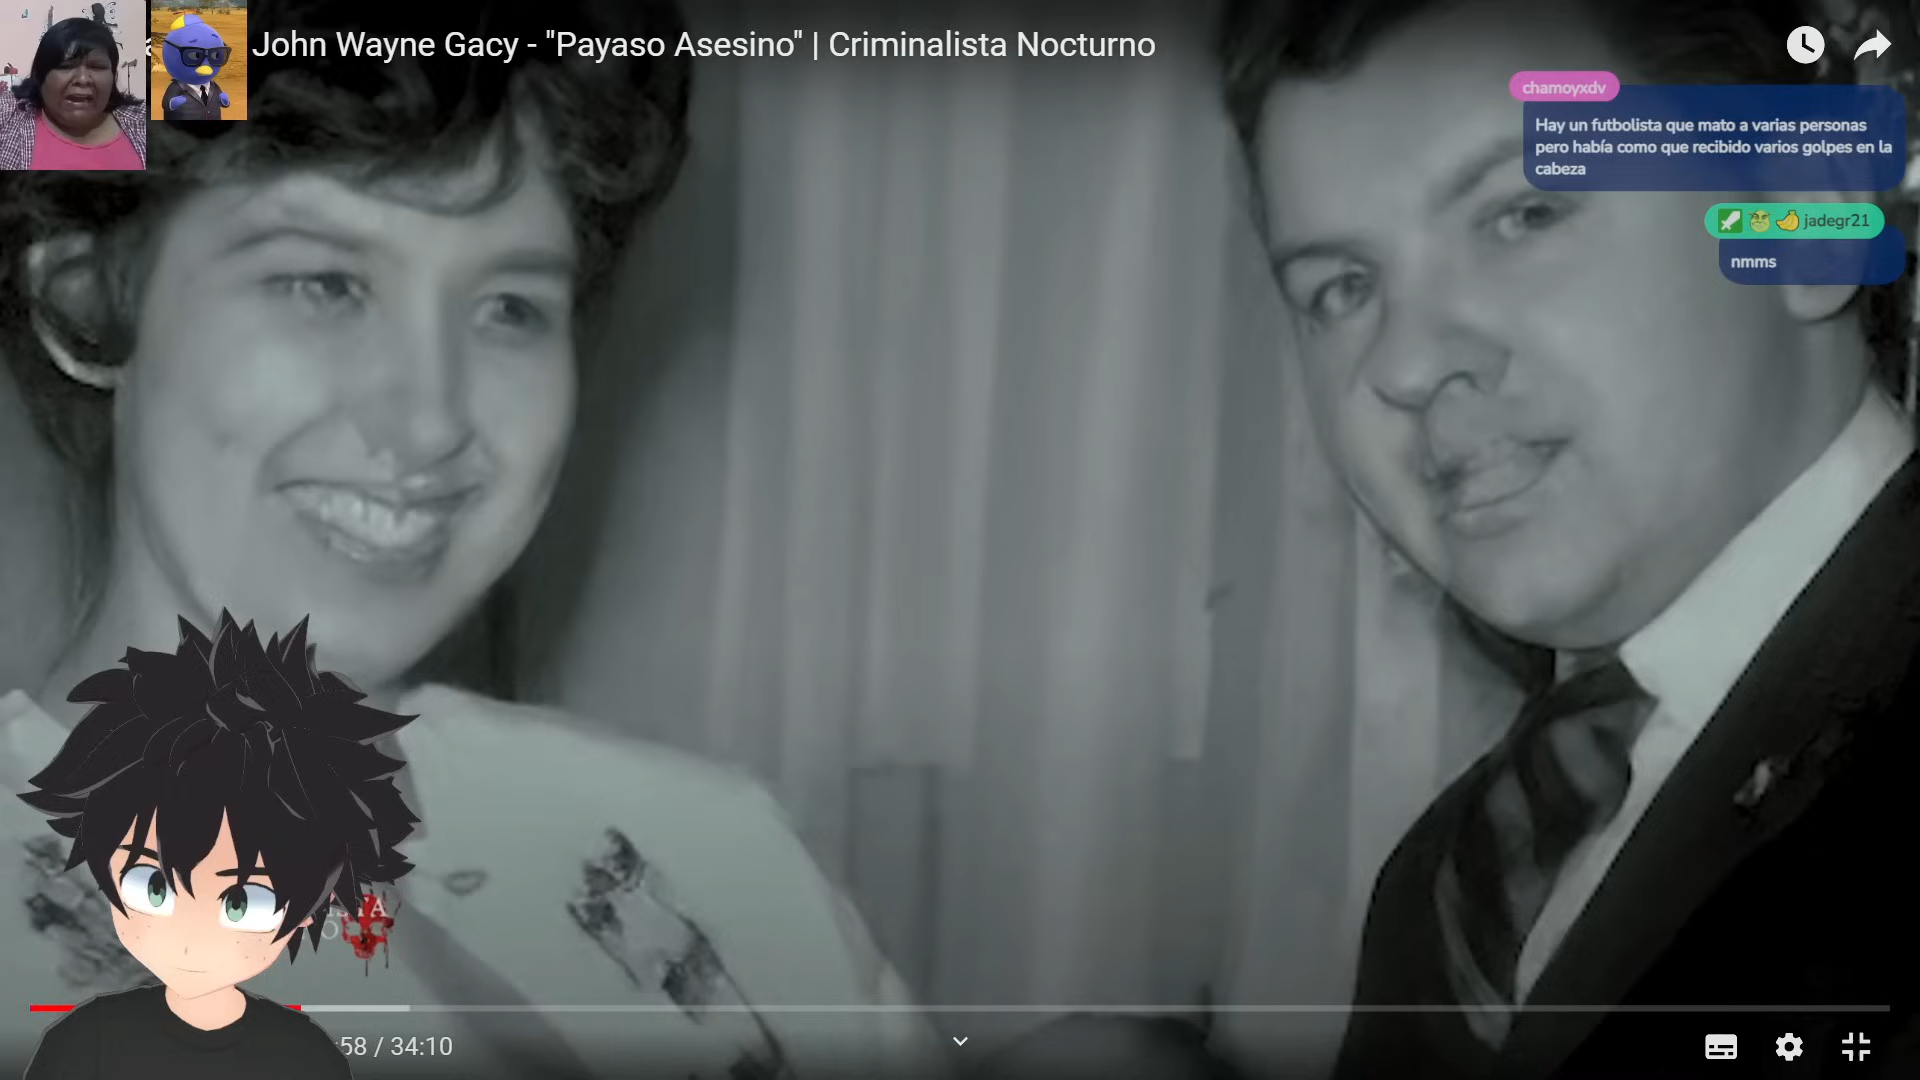 John Wayne Gacy - "Payaso Asesino" | Criminalista Nocturno
chamoyxdv
Hay un futbolista que mato a varias personas
pero había como que recibido varios golpes en la
cabeza
jadegr21
nmms
:58 / 34:10